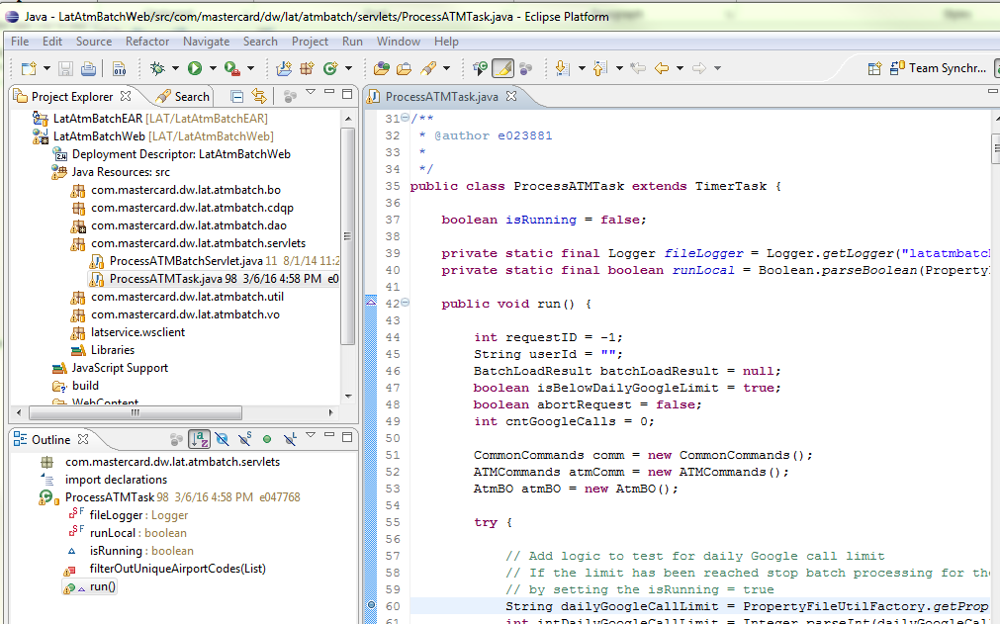 Java - LatAtmBatchWeb/src/com/mastercard/dw/lat/atmbatch/servlets/ProcessATMTask.java - Eclipse Platform
File Edit Source Refactor Navigate Search Project Run Window Help
Team Synchr...
Project Explorer Search
LatAtmBatchEAR [LAT/LatAtmBatchEAR]
LatAtmBatchWeb [LAT/LatAtmBatchWeb]
Deployment Descriptor: LatAtmBatchWeb
Java Resources: src
com.mastercard.dw.lat.atmbatch.bo
com.mastercard.dw.lat.atmbatch.cdqp
com.mastercard.dw.lat.atmbatch.dao
com.mastercard.dw.lat.atmbatch.servlets
ProcessATMBatchServlet.java 11 8/1/14 11:2
ProcessATMTask.java 98 3/6/16 4:58 PM e0
com.mastercard.dw.lat.atmbatch.util
com.mastercard.dw.lat.atmbatch.vo
latservice.wsclient
Libraries
JavaScript Support
build
WebContent
Outline
com.mastercard.dw.lat.atmbatch.servlets
import declarations
ProcessATMTask 98 3/6/16 4:58 PM e047768
fileLogger : Logger
runLocal : boolean
isRunning : boolean
filterOutUniqueAirportCodes(List)
run()
ProcessATMTask.java
31 /**
32 * @author e023881
33 *
34 */
35 public class ProcessATMTask extends TimerTask {
36
37 boolean isRunning = false;
38
39 private static final Logger fileLogger = Logger.getLogger("latatmbatc
40 private static final boolean runLocal = Boolean.parseBoolean(Property
41
42 public void run() {
43
44 int requestID = -1;
45 String userId = "";
46 BatchLoadResult batchLoadResult = null;
47 boolean isBelowDailyGoogleLimit = true;
48 boolean abortRequest = false;
49 int cntGoogleCalls = 0;
50
51 CommonCommands comm = new CommonCommands();
52 ATMCommands atmComm = new ATMCommands();
53 AtmBO atmBO = new AtmBO();
54
55 try {
56
57 // Add logic to test for daily Google call limit
58 // If the limit has been reached stop batch processing for the
59 // by setting the isRunning = true
60 String dailyGoogleCallLimit = PropertyFileUtilFactory.getProp
61 int intDailyGoogleCallLimit = Integer.parseInt(dailyGoogleCal